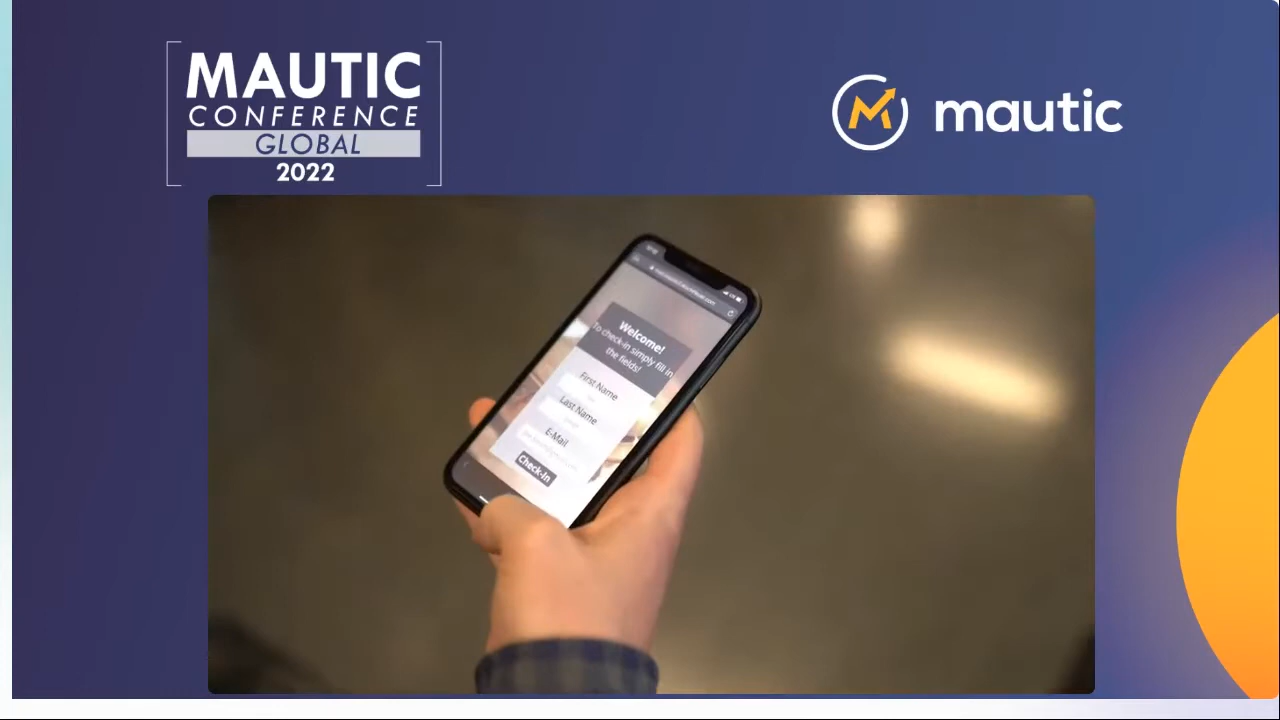 MAUTIC
CONFERENCE
GLOBAL
2022
mautic
Welcome!
To check-in simply fill in
the fields!
First Name
Last Name
E-Mail
Check-In